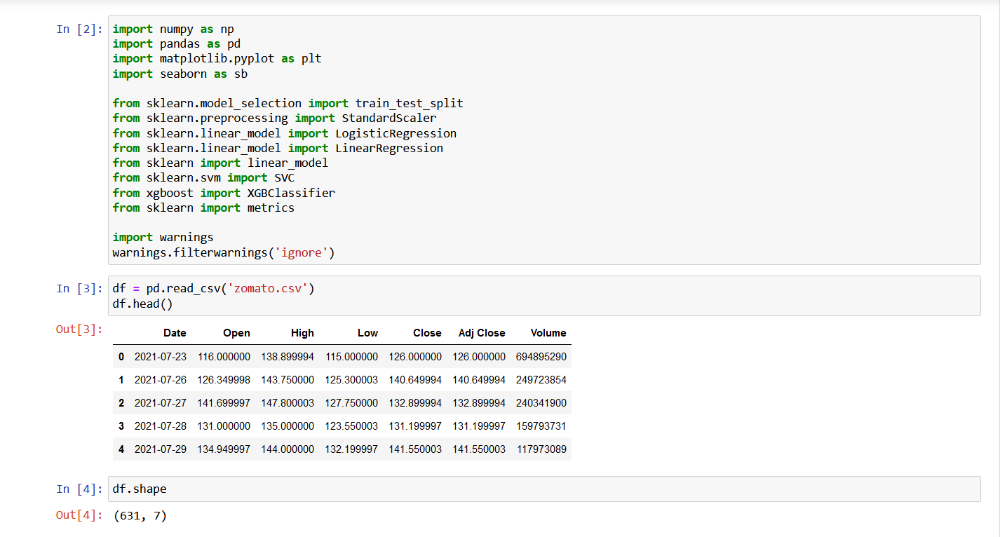 In [2]: import numpy as np
import pandas as pd
import matplotlib.pyplot as plt
import seaborn as sb
from sklearn.model_selection import train_test_split
from sklearn.preprocessing import StandardScaler
from sklearn.linear_model import LogisticRegression
from sklearn.linear_model import LinearRegression
from sklearn import linear_model
from sklearn.svm import SVC
from xgboost import XGBClassifier
from sklearn import metrics
import warnings
warnings.filterwarnings('ignore')
In [3]: df = pd.read_csv('zomato.csv')
df.head()
Out[3]:
Date Open High Low Close Adj Close Volume
0 2021-07-23 116.000000 138.899994 115.000000 126.000000 126.000000 694895290
1 2021-07-26 126.349998 143.750000 125.300003 140.649994 140.649994 249723854
2 2021-07-27 141.699997 147.800003 127.750000 132.899994 132.899994 240341900
3 2021-07-28 131.000000 135.000000 123.550003 131.199997 131.199997 159793731
4 2021-07-29 134.949997 144.000000 132.199997 141.550003 141.550003 117973089
In [4]: df.shape
Out[4]: (631, 7)